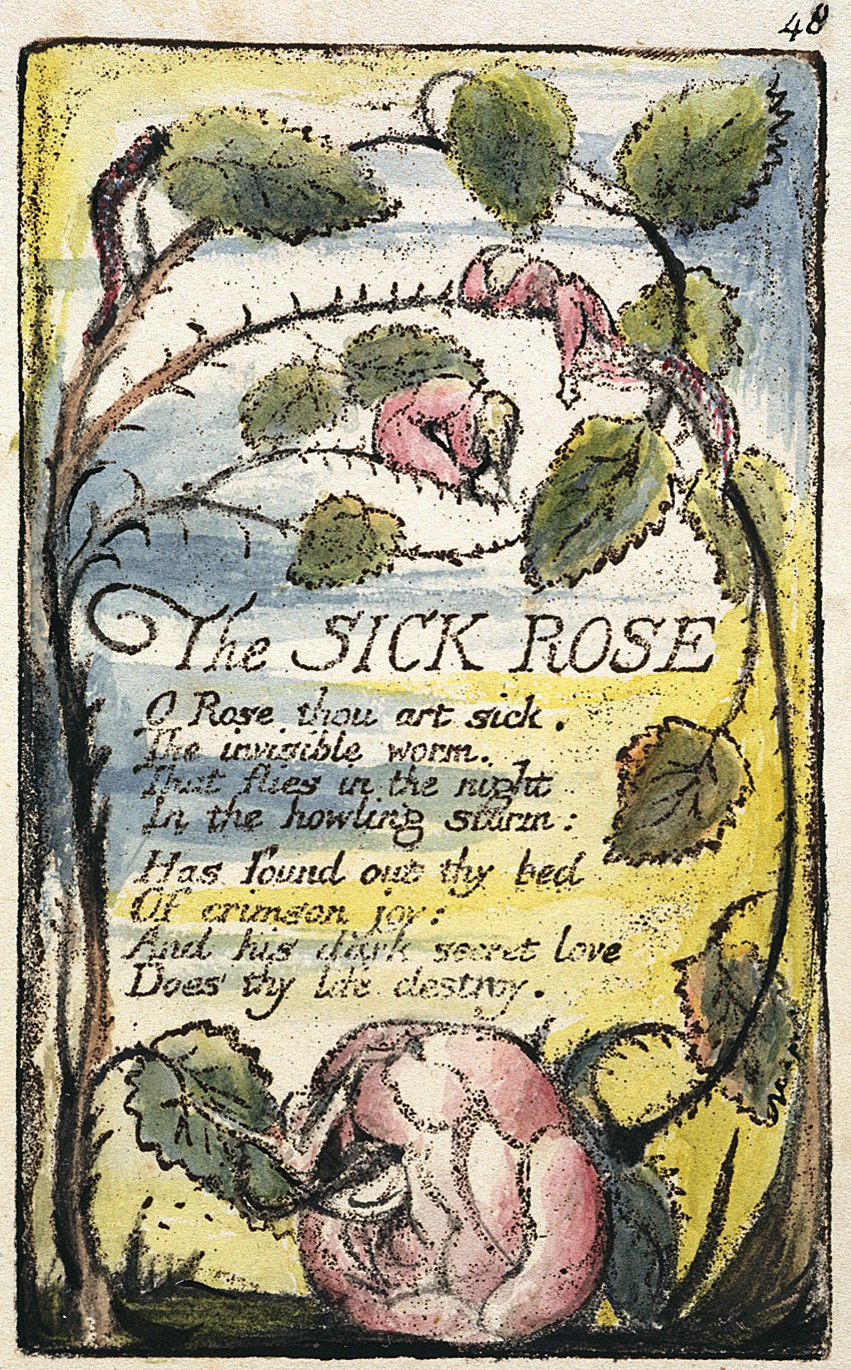 48
The SICK ROSE
O Rose thou art sick.
The invisible worm.
That flies in the night
In the howling storm:
Has found out thy bed
Of crimson joy:
And his dark secret love
Does thy life destroy.